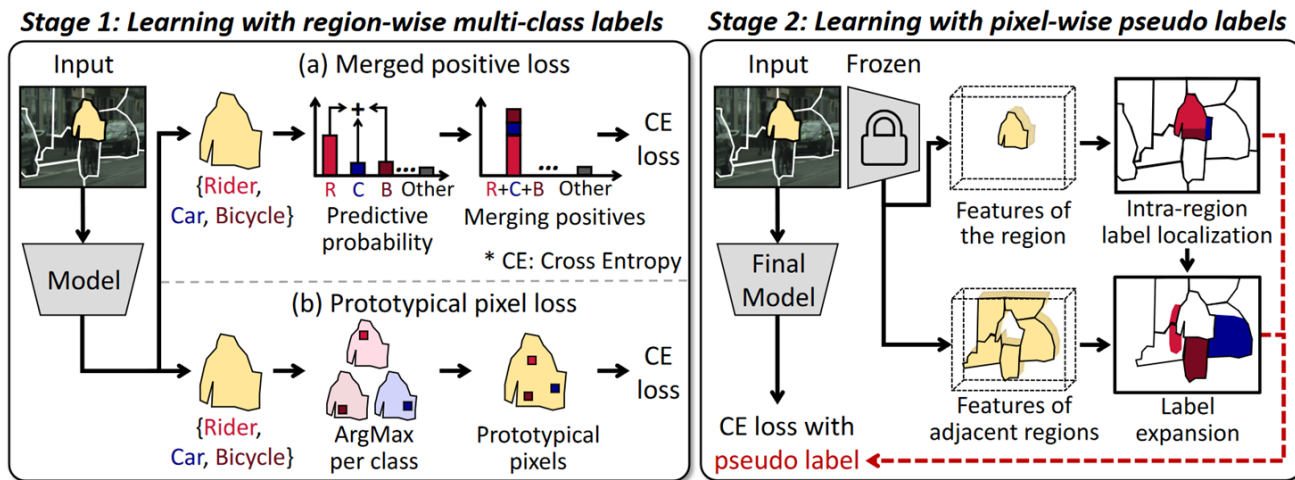 Stage 1: Learning with region-wise multi-class labels
Input
Model
(a) Merged positive loss
{Rider,
Car, Bicycle}
+
R C B ... Other
Predictive
probability
R+C+B ... Other
Merging positives
CE
loss
* CE: Cross Entropy
(b) Prototypical pixel loss
{Rider,
Car, Bicycle}
ArgMax
per class
Prototypical
pixels
CE
loss
Stage 2: Learning with pixel-wise pseudo labels
Input
Frozen
Final
Model
CE loss with
pseudo label
Features of
the region
Intra-region
label localization
Features of
adjacent regions
Label
expansion